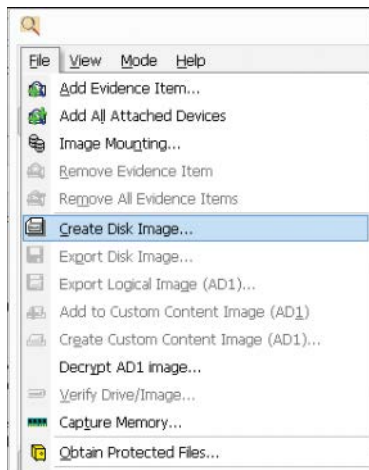 File View Mode Help
Add Evidence Item...
Add All Attached Devices
Image Mounting...
Remove Evidence Item
Remove All Evidence Items
Create Disk Image...
Export Disk Image...
Export Logical Image (AD1)...
Add to Custom Content Image (AD1)
Create Custom Content Image (AD1)...
Decrypt AD1 image...
Verify Drive/Image...
Capture Memory...
Obtain Protected Files...